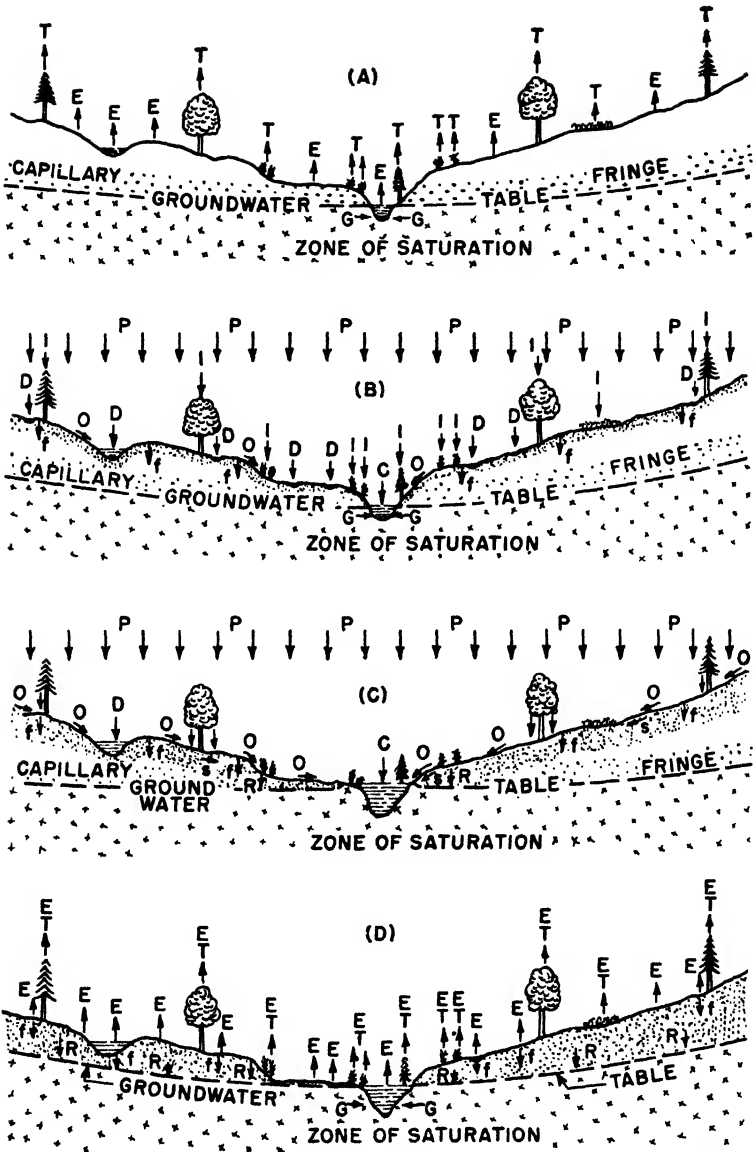 T T T T
(A)
E E E T T E T T T T E T E
CAPILLARY FRINGE
GROUNDWATER TABLE
G G
ZONE OF SATURATION
P P P P P
I I I I
(B)
D O D D O I D D I I C I O I I D D I D
f f f f f f
CAPILLARY FRINGE
GROUNDWATER TABLE
G G
ZONE OF SATURATION
P P P P P
(C)
O O D O O O C O O O O
f f s f R s R f s f
CAPILLARY FRINGE
GROUND TABLE
WATER
ZONE OF SATURATION
E E E E
T T T T
(D)
E E E E E E T E E E T E T E E T E T E E E T E E
f R f R f R R f f R R f
GROUNDWATER TABLE
G G
ZONE OF SATURATION